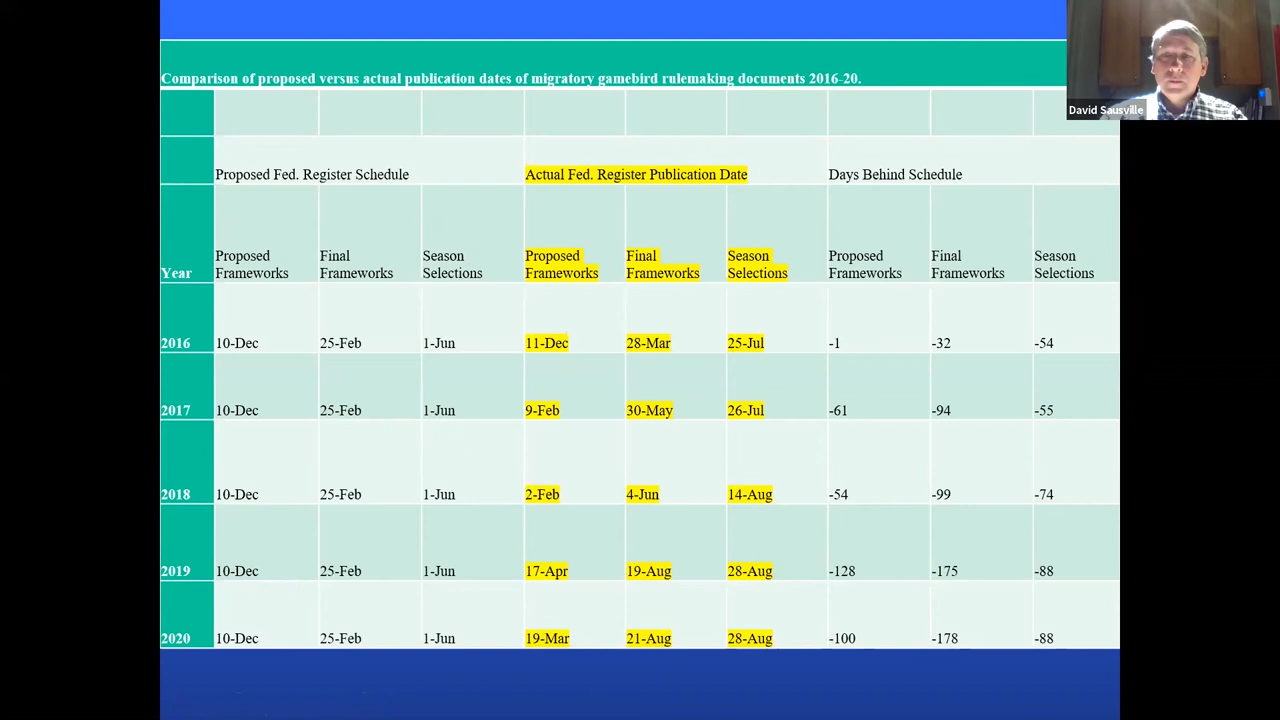 David Sausville
Comparison of proposed versus actual publication dates of migratory gamebird rulemaking documents 2016-20.
Proposed Fed. Register Schedule Actual Fed. Register Publication Date Days Behind Schedule
Proposed Final Season Proposed Final Season Proposed Final Season
Year Frameworks Frameworks Selections Frameworks Frameworks Selections Frameworks Frameworks Selections
2016 10-Dec 25-Feb 1-Jun 11-Dec 28-Mar 25-Jul -1 -32 -54
2017 10-Dec 25-Feb 1-Jun 9-Feb 30-May 26-Jul -61 -94 -55
2018 10-Dec 25-Feb 1-Jun 2-Feb 4-Jun 14-Aug -54 -99 -74
2019 10-Dec 25-Feb 1-Jun 17-Apr 19-Aug 28-Aug -128 -175 -88
2020 10-Dec 25-Feb 1-Jun 19-Mar 21-Aug 28-Aug -100 -178 -88